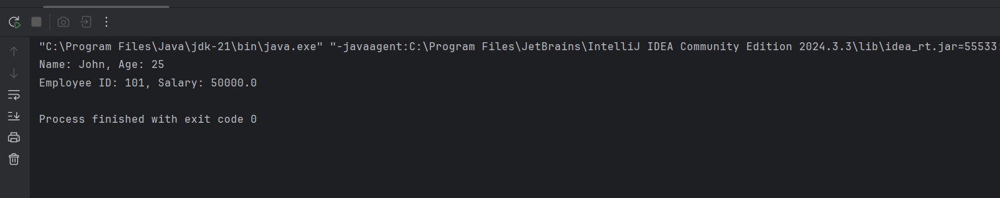 "C:\Program Files\Java\jdk-21\bin\java.exe" "-javaagent:C:\Program Files\JetBrains\IntelliJ IDEA Community Edition 2024.3.3\lib\idea_rt.jar=55533:
Name: John, Age: 25
Employee ID: 101, Salary: 50000.0
Process finished with exit code 0